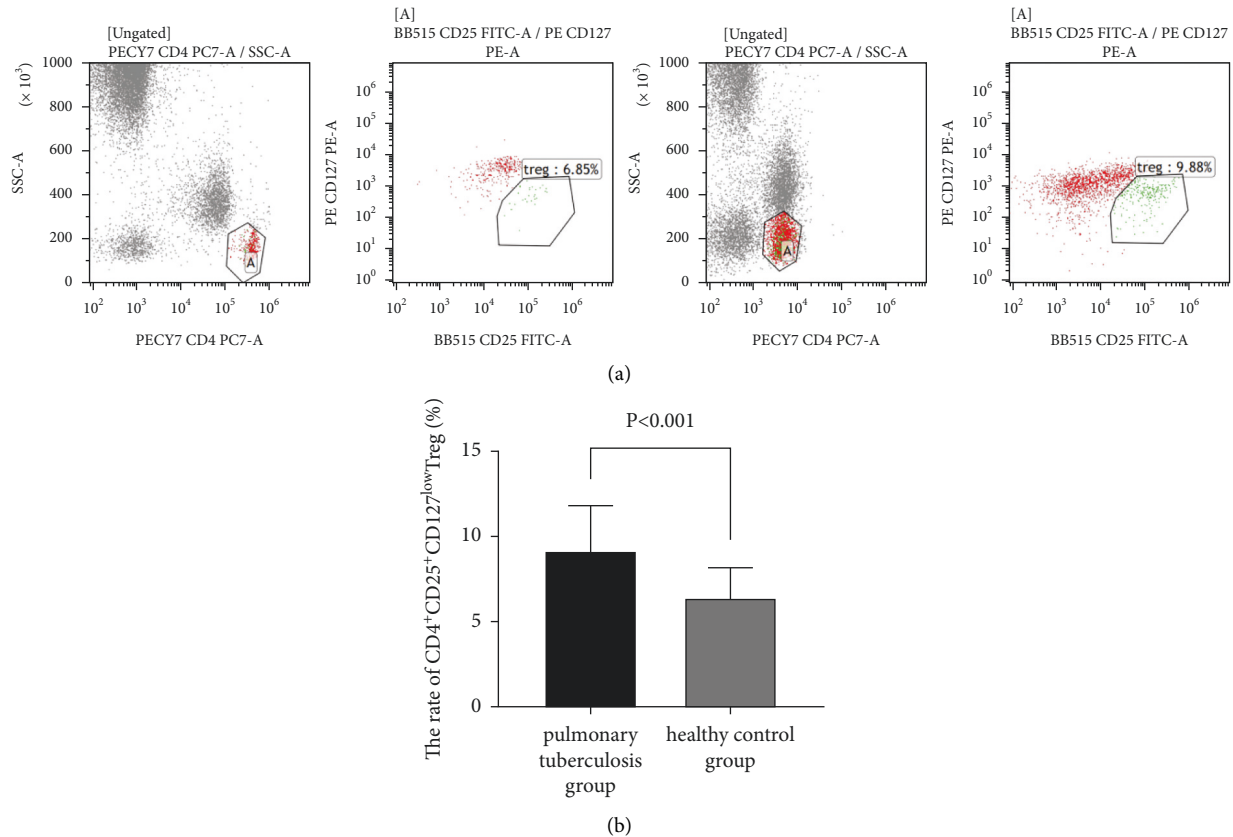 (a)
[Ungated]
PECY7 CD4 PC7-A / SSC-A
(× 10³)
SSC-A
1000
800
600
400
200
0
10² 10³ 10⁴ 10⁵ 10⁶
A
PECY7 CD4 PC7-A
[A]
BB515 CD25 FITC-A / PE CD127
PE-A
PE CD127 PE-A
10⁶
10⁵
10⁴
10³
10²
10¹
10⁰
treg : 6.85%
10² 10³ 10⁴ 10⁵ 10⁶
BB515 CD25 FITC-A
[Ungated]
PECY7 CD4 PC7-A / SSC-A
(× 10³)
SSC-A
1000
800
600
400
200
0
10² 10³ 10⁴ 10⁵ 10⁶
A
PECY7 CD4 PC7-A
[A]
BB515 CD25 FITC-A / PE CD127
PE-A
PE CD127 PE-A
10⁶
10⁵
10⁴
10³
10²
10¹
10⁰
treg : 9.88%
10² 10³ 10⁴ 10⁵ 10⁶
BB515 CD25 FITC-A
(a)
The rate of CD4⁺CD25⁺CD127ˡᵒʷTreg (%)
P<0.001
15
10
5
0
pulmonary
tuberculosis
group
healthy control
group
(b)